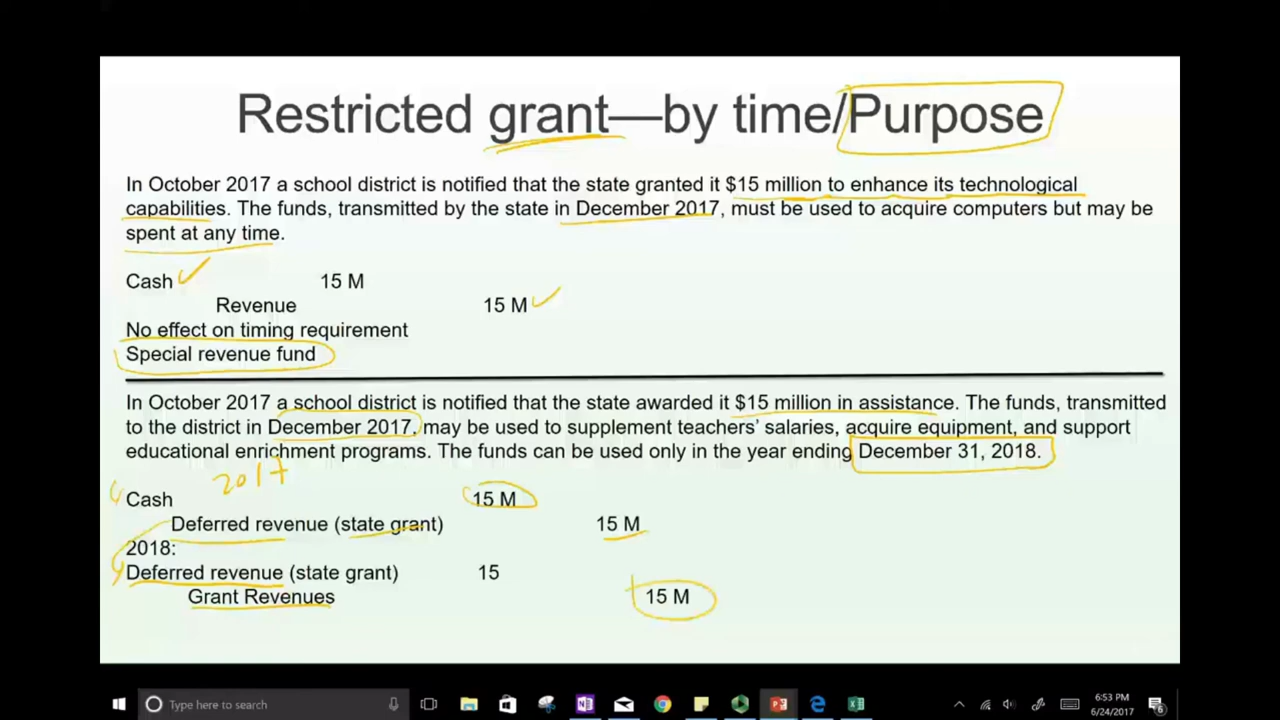 Restricted grant—by time/Purpose
In October 2017 a school district is notified that the state granted it $15 million to enhance its technological
capabilities. The funds, transmitted by the state in December 2017, must be used to acquire computers but may be
spent at any time.
Cash 15 M
Revenue 15 M
No effect on timing requirement
Special revenue fund
In October 2017 a school district is notified that the state awarded it $15 million in assistance. The funds, transmitted
to the district in December 2017, may be used to supplement teachers’ salaries, acquire equipment, and support
educational enrichment programs. The funds can be used only in the year ending December 31, 2018.
2017
Cash 15 M
Deferred revenue (state grant) 15 M
2018:
Deferred revenue (state grant) 15
Grant Revenues 15 M
Type here to search
6:53 PM
6/24/2017
6